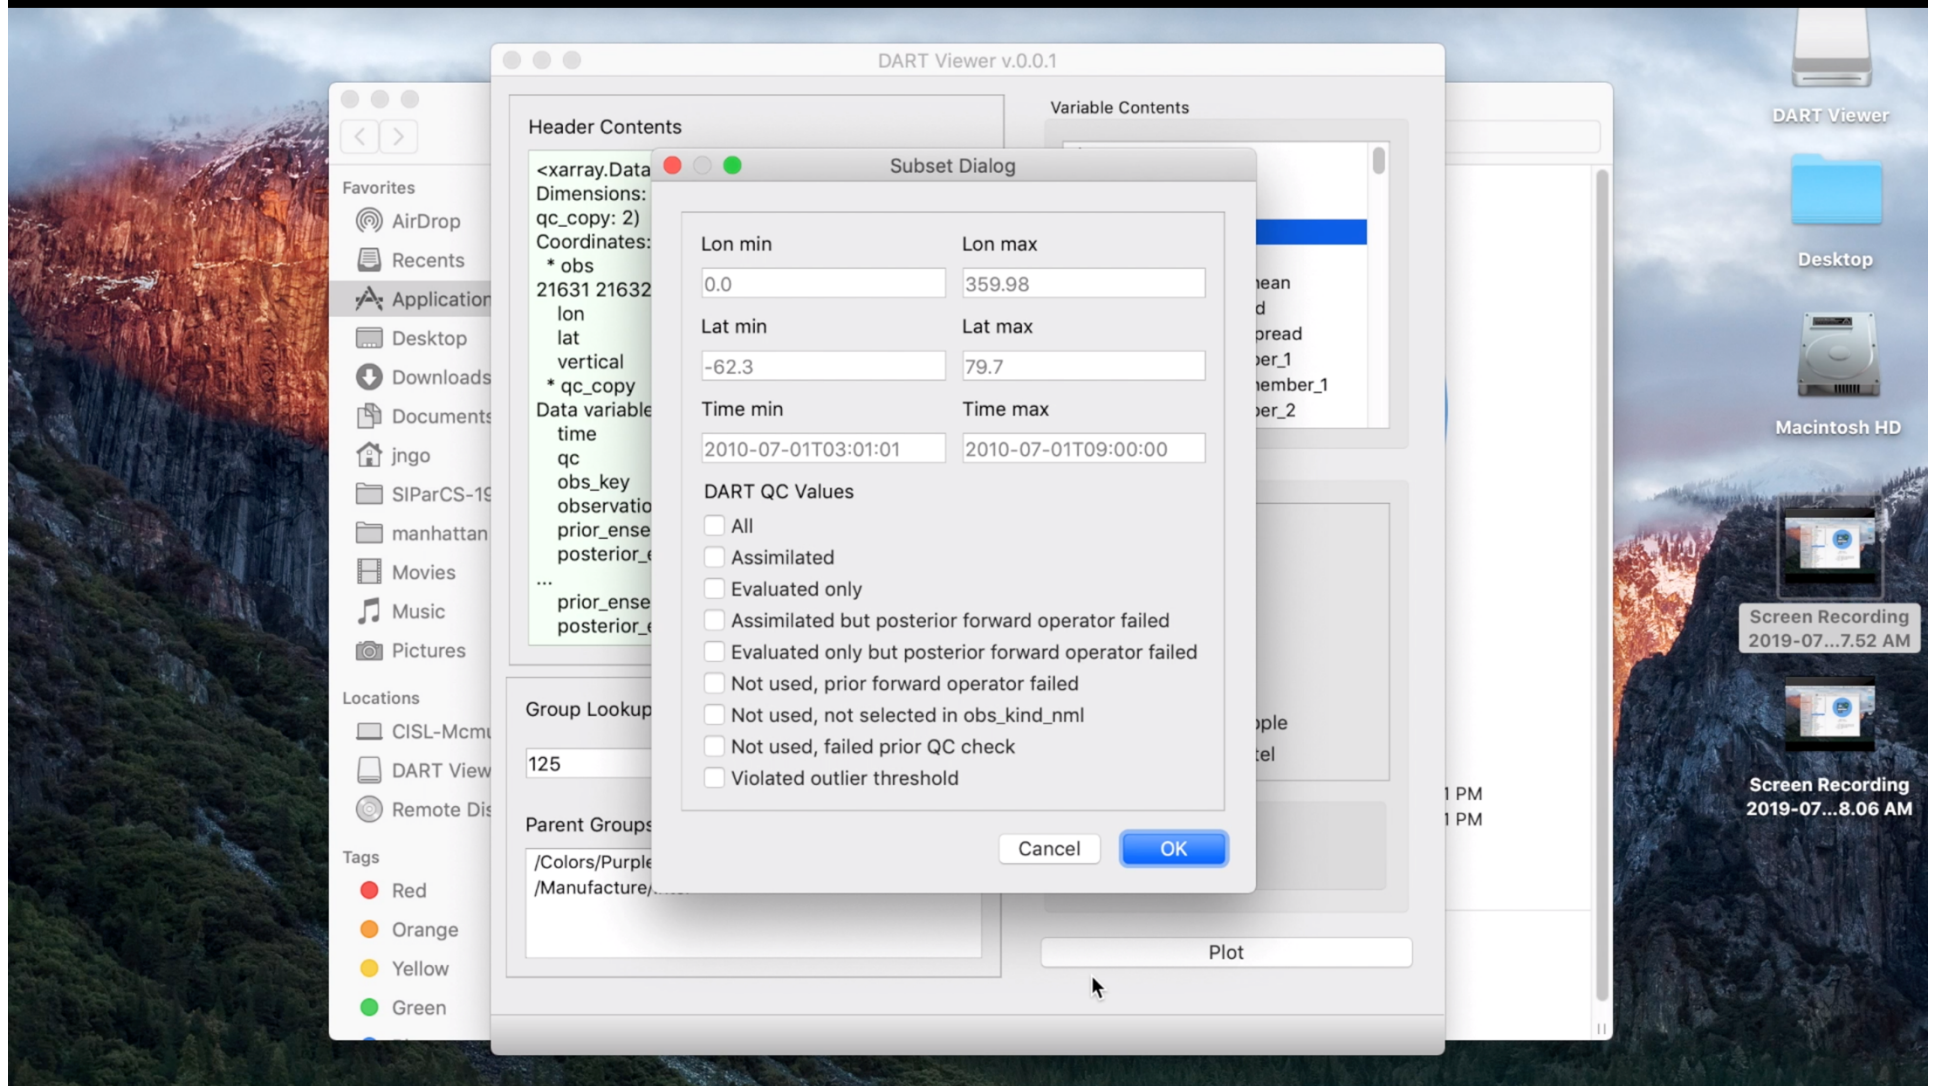 DART Viewer v.0.0.1
Favorites
AirDrop
Recents
Application
Desktop
Downloads
Documents
jngo
SIParCS-19
manhattan
Movies
Music
Pictures
Locations
CISL-Mcmu
DART View
Remote Dis
Tags
Red
Orange
Yellow
Green
Header Contents
<xarray.Data
Dimensions:
qc_copy: 2)
Coordinates:
* obs
21631 21632
lon
lat
vertical
* qc_copy
Data variable
time
qc
obs_key
observatio
prior_ense
posterior_e
...
prior_ense
posterior_e
Group Lookup
125
Parent Groups
/Colors/Purple
/Manufacture/
Subset Dialog
Lon min Lon max
0.0 359.98
Lat min Lat max
-62.3 79.7
Time min Time max
2010-07-01T03:01:01 2010-07-01T09:00:00
DART QC Values
All
Assimilated
Evaluated only
Assimilated but posterior forward operator failed
Evaluated only but posterior forward operator failed
Not used, prior forward operator failed
Not used, not selected in obs_kind_nml
Not used, failed prior QC check
Violated outlier threshold
Cancel OK
Variable Contents
ean
d
pread
er_1
ember_1
er_2
ple
tel
Plot
1 PM
1 PM
DART Viewer
Desktop
Macintosh HD
Screen Recording
2019-07...7.52 AM
Screen Recording
2019-07...8.06 AM